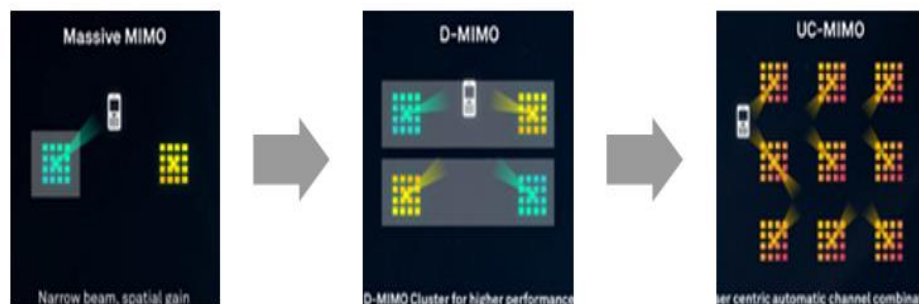 Massive MIMO
Narrow beam, spatial gain
D-MIMO
D-MIMO Cluster for higher performance
UC-MIMO
centric automatic channel